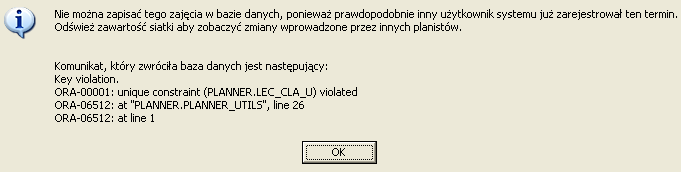 Nie można zapisać tego zajęcia w bazie danych, ponieważ prawdopodobnie inny użytkownik systemu już zarejestrował ten termin.
Odśwież zawartość siatki aby zobaczyć zmiany wprowadzone przez innych planistów.
Komunikat, który zwróciła baza danych jest następujący:
Key violation.
ORA-00001: unique constraint (PLANNER.LEC_CLA_U) violated
ORA-06512: at "PLANNER.PLANNER_UTILS", line 26
ORA-06512: at line 1
OK